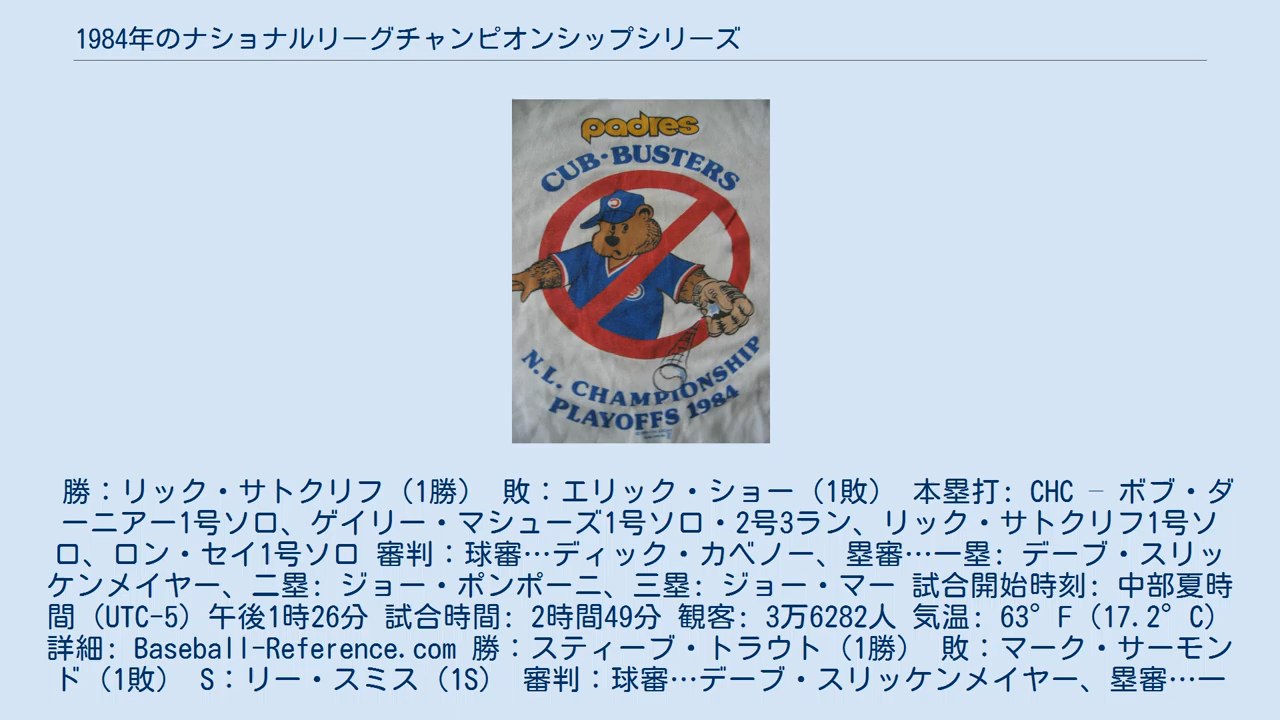 1984年のナショナルリーグチャンピオンシップシリーズ
padres
CUB·BUSTERS
N.L. CHAMPIONSHIP
PLAYOFFS 1984
勝：リック・サトクリフ（1勝） 敗：エリック・ショー（1敗） 本塁打: CHC – ボブ・ダ
ーニアー1号ソロ、ゲイリー・マシューズ1号ソロ・2号3ラン、リック・サトクリフ1号ソ
ロ、ロン・セイ1号ソロ 審判：球審…ディック・カベノー、塁審…一塁: デーブ・スリッ
ケンメイヤー、二塁: ジョー・ポンポーニ、三塁: ジョー・マー 試合開始時刻: 中部夏時
間（UTC-5）午後1時26分 試合時間: 2時間49分 観客: 3万6282人 気温: 63°F（17.2°C）
詳細: Baseball-Reference.com 勝：スティーブ・トラウト（1勝） 敗：マーク・サーモン
ド（1敗） S：リー・スミス（1S） 審判：球審…デーブ・スリッケンメイヤー、塁審…一